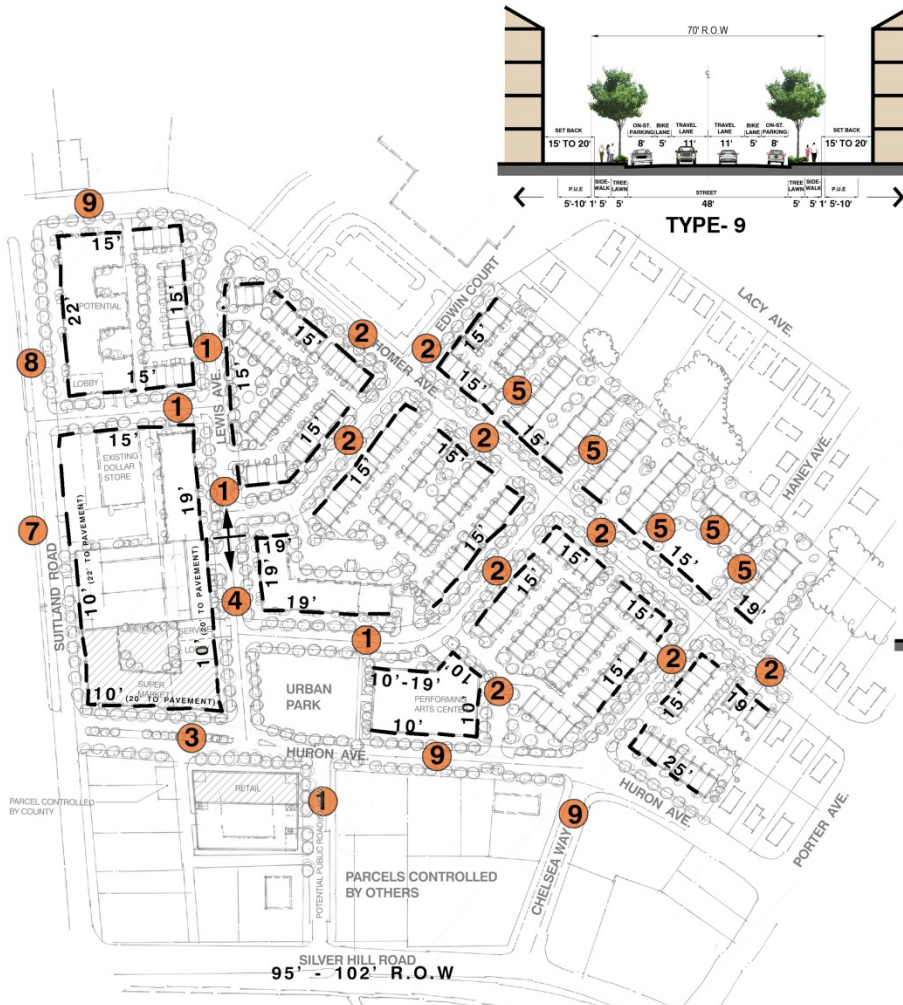 70' R.O.W
℄
ON-ST. PARKING
BIKE LANE
TRAVEL LANE
TRAVEL LANE
BIKE LANE
ON-ST. PARKING
SET BACK
15' TO 20'
8'
5'
11'
11'
5'
8'
SET BACK
15' TO 20'
P.U.E
SIDE-WALK
TREE LAWN
STREET
TREE LAWN
SIDE-WALK
P.U.E
5'-10'
1'
5'
5'
48'
5'
5'
1'
5'-10'
TYPE- 9
9
15'
22'
15'
POTENTIAL
LOBBY
15'
8
1
1
LEWIS AVE.
15'
15'
2
HOMER AVE.
EDWIN COURT
2
15'
15'
5
15'
5
LACY AVE.
HANEY AVE.
15'
EXISTING
DOLLAR
STORE
19'
7
SUITLAND ROAD
10' (22' TO PAVEMENT)
10' (20' TO PAVEMENT)
SUPER
MARKET
10' (20' TO PAVEMENT)
15'
2
15'
1
2
15'
15'
2
19'
19'
19'
4
1
2
15'
15'
15'
15'
5
5
15'
5
19'
2
2
15'
19'
25'
URBAN
PARK
10'-19'
10'
PERFORMING
ARTS CENTER
10'
10'
2
3
HURON AVE.
9
HURON AVE.
PORTER AVE.
PARCEL CONTROLLED
BY COUNTY
RETAIL
1
9
CHELSEA WAY
PARCELS CONTROLLED
BY OTHERS
SILVER HILL ROAD
95' - 102' R.O.W